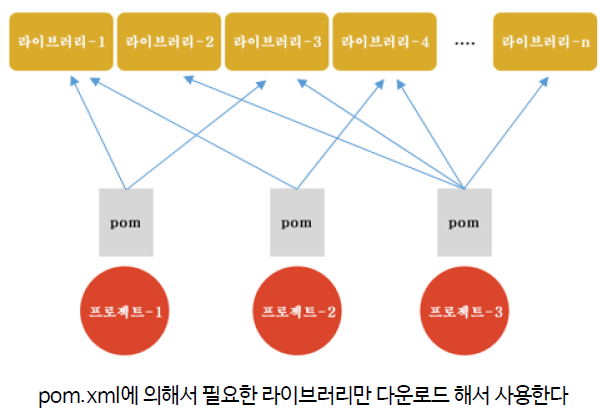 라이브러리-1 라이브러리-2 라이브러리-3 라이브러리-4 .... 라이브러리-n
pom pom pom
프로젝트-1 프로젝트-2 프로젝트-3
pom.xml에 의해서 필요한 라이브러리만 다운로드 해서 사용한다